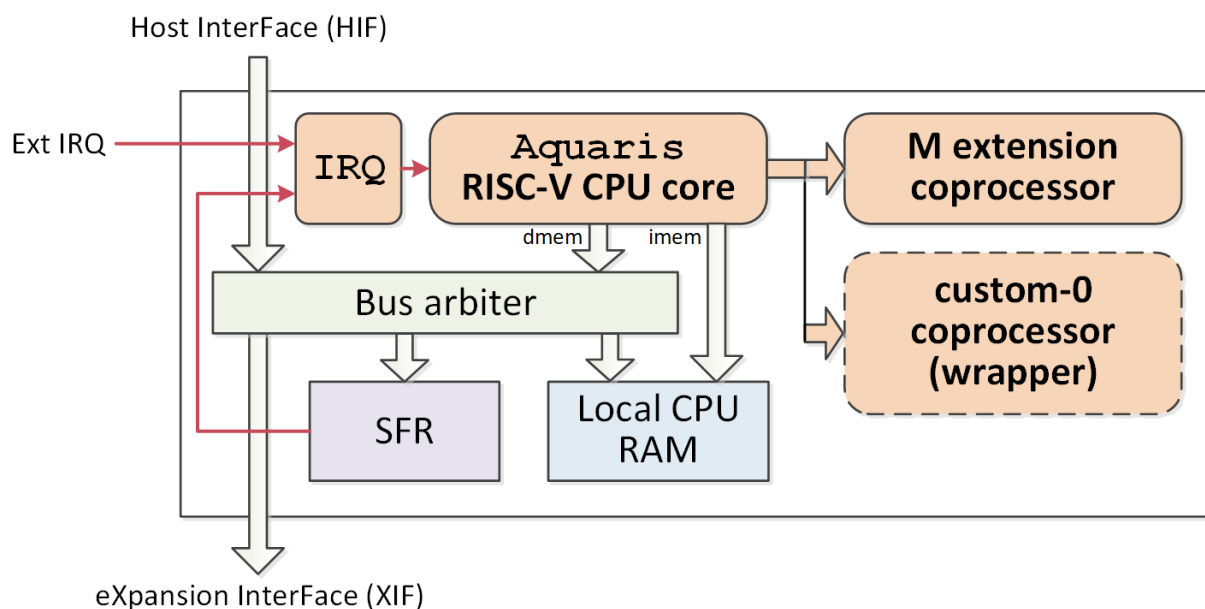 Host InterFace (HIF)
Ext IRQ
IRQ
Aquaris
RISC-V CPU core
M extension
coprocessor
dmem
imem
Bus arbiter
custom-0
coprocessor
(wrapper)
SFR
Local CPU
RAM
eXpansion InterFace (XIF)